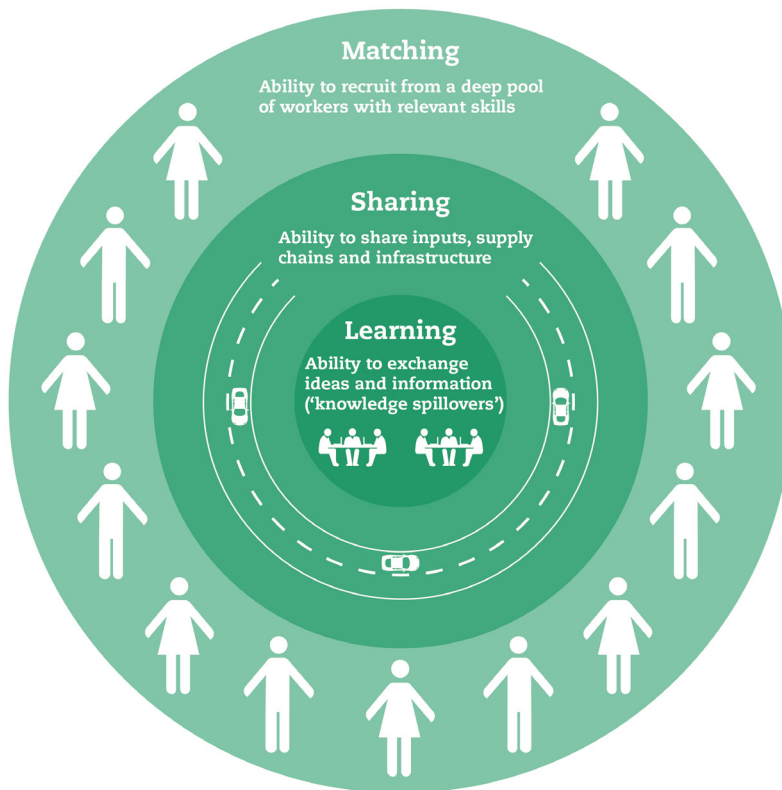 Matching
Ability to recruit from a deep pool
of workers with relevant skills
Sharing
Ability to share inputs, supply
chains and infrastructure
Learning
Ability to exchange
ideas and information
(‘knowledge spillovers’)